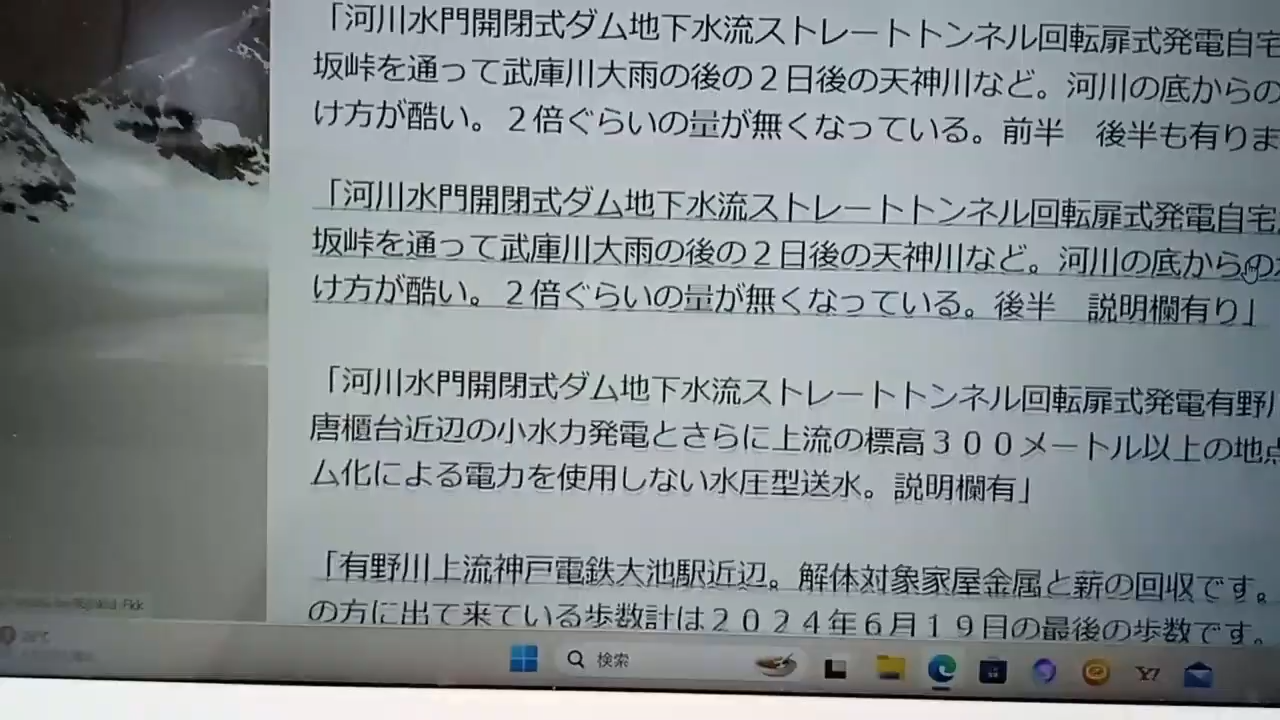 「河川水門開閉式ダム地下水流ストレートトンネル回転扉式発電自宅
坂峠を通って武庫川大雨の後の２日後の天神川など。河川の底からの
け方が酷い。２倍ぐらいの量が無くなっている。前半　後半も有りま
「河川水門開閉式ダム地下水流ストレートトンネル回転扉式発電自宅
坂峠を通って武庫川大雨の後の２日後の天神川など。河川の底からの
け方が酷い。２倍ぐらいの量が無くなっている。後半　説明欄有り」
「河川水門開閉式ダム地下水流ストレートトンネル回転扉式発電有野川
唐櫃台近辺の小水力発電とさらに上流の標高３００メートル以上の地点
ム化による電力を使用しない水圧型送水。説明欄有」
「有野川上流神戸電鉄大池駅近辺。解体対象家屋金属と薪の回収です。
の方に出て来ている歩数計は２０２４年６月１９日の最後の歩数です。
検索
Y!